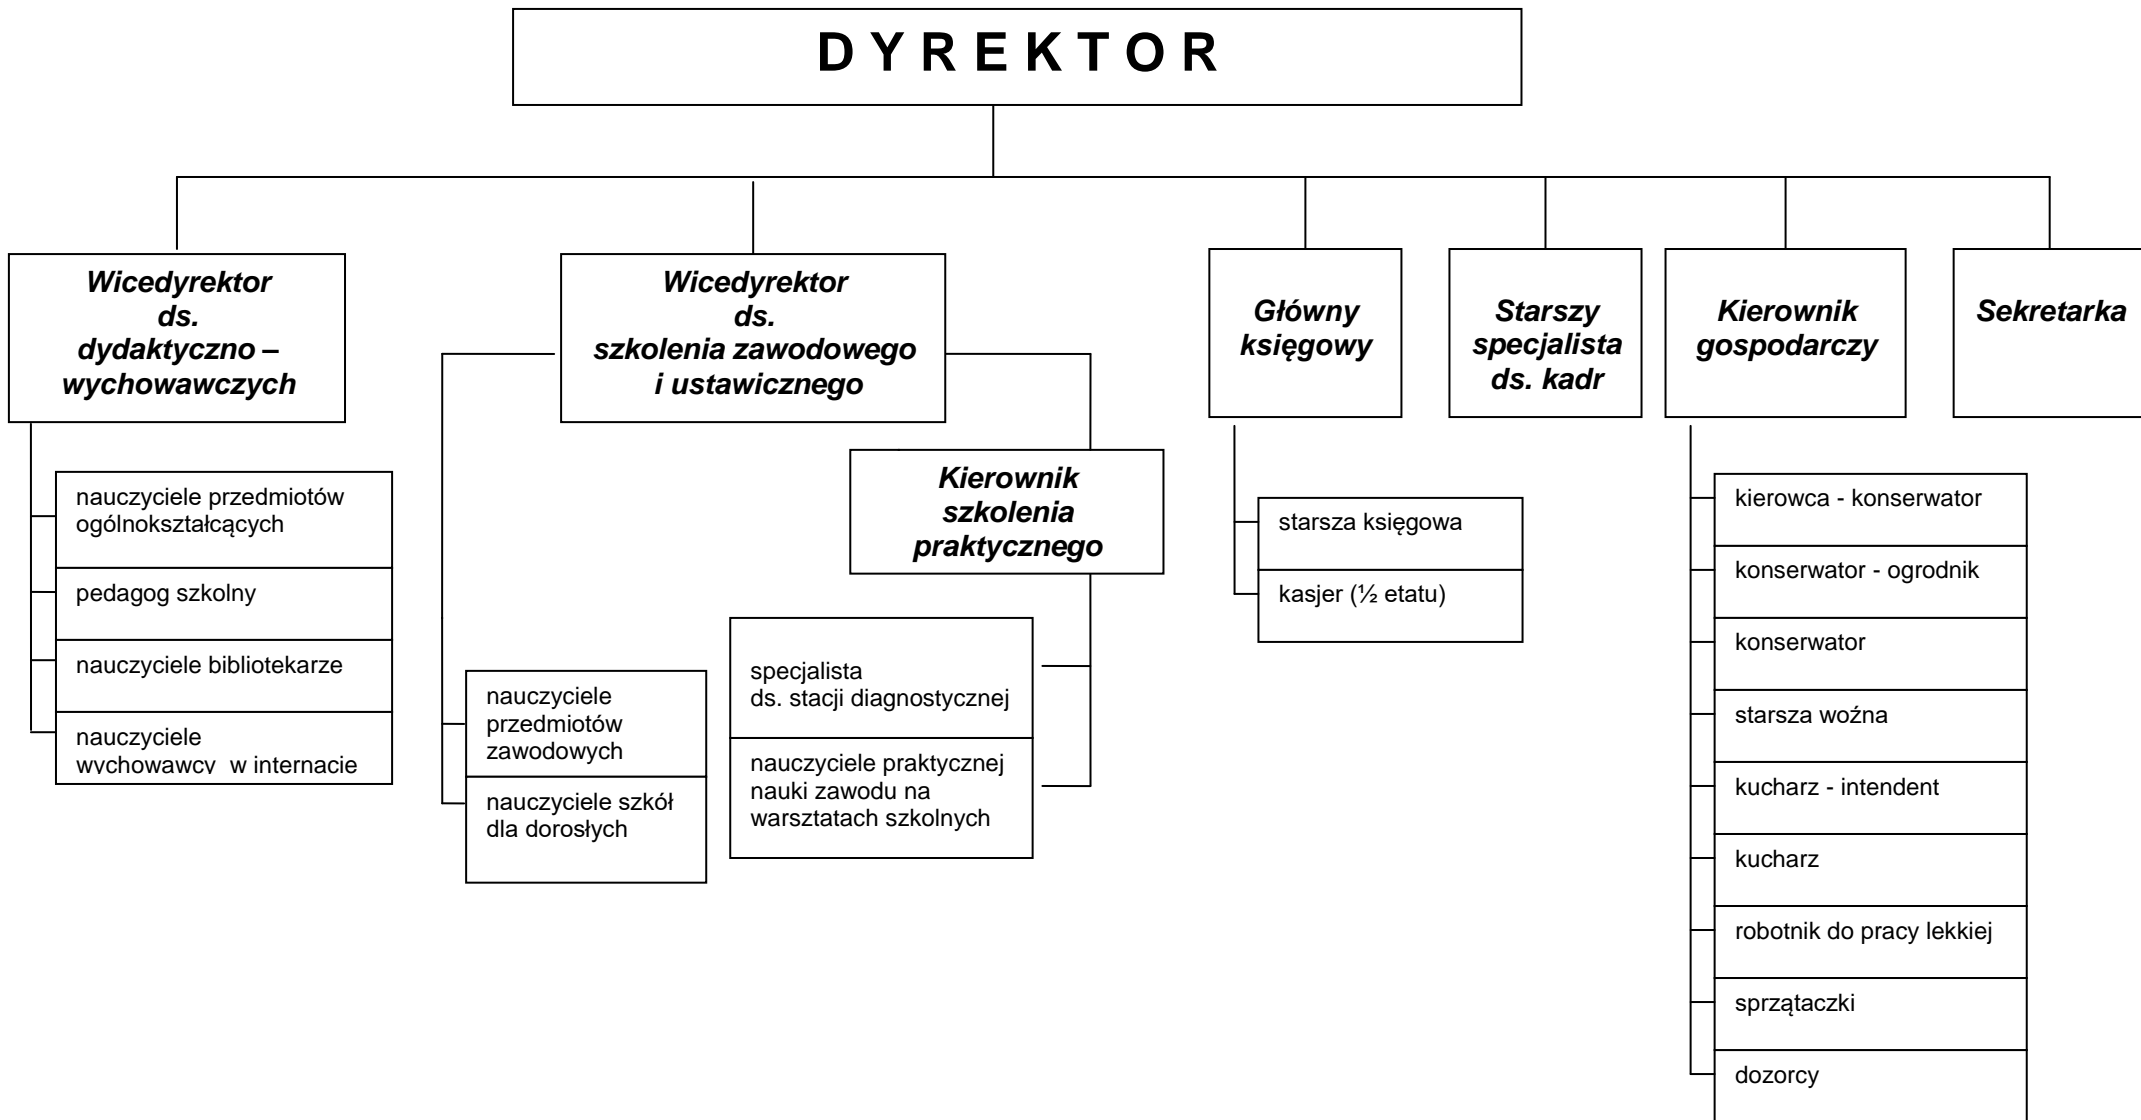 D Y R E K T O R
Wicedyrektor
ds.
dydaktyczno –
wychowawczych
nauczyciele przedmiotów
ogólnokształcących
pedagog szkolny
nauczyciele bibliotekarze
nauczyciele
wychowawcy w internacie
Wicedyrektor
ds.
szkolenia zawodowego
i ustawicznego
nauczyciele
przedmiotów
zawodowych
nauczyciele szkół
dla dorosłych
Kierownik
szkolenia
praktycznego
specjalista
ds. stacji diagnostycznej
nauczyciele praktycznej
nauki zawodu na
warsztatach szkolnych
Główny
księgowy
starsza księgowa
kasjer (½ etatu)
Starszy
specjalista
ds. kadr
Kierownik
gospodarczy
kierowca - konserwator
konserwator - ogrodnik
konserwator
starsza woźna
kucharz - intendent
kucharz
robotnik do pracy lekkiej
sprzątaczki
dozorcy
Sekretarka